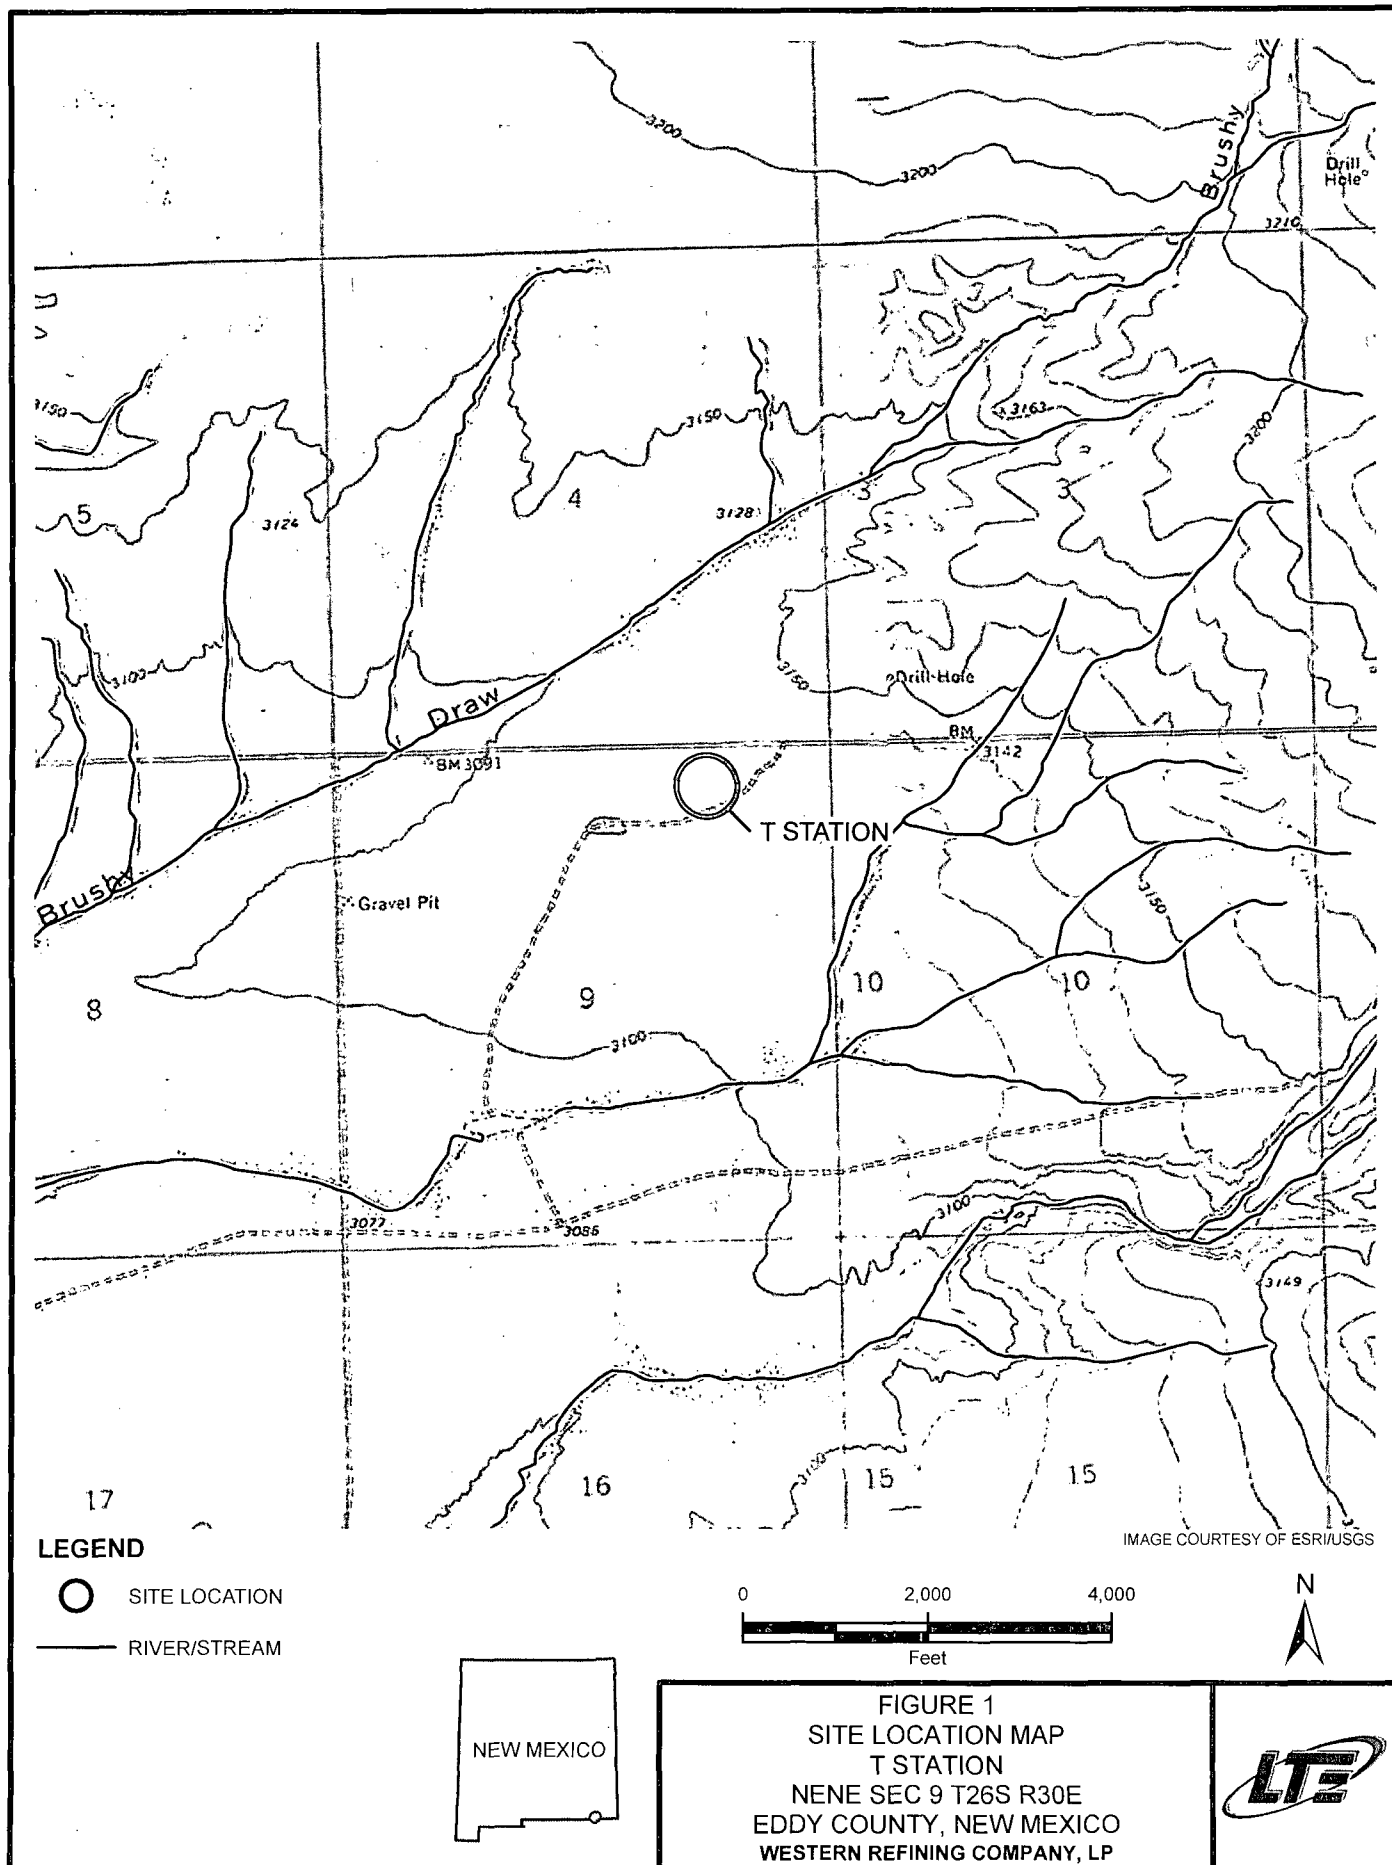 3200
3200
Brushy
Drill
Hole
3210
3150
3150
3163
3200
5
4
3
3
3124
3128
3100
Draw
3150
Drill Hole
BM
3142
BM 3091
T STATION
Brushy
Gravel Pit
3150
8
9
10
10
3100
3077
3086
3100
3149
17
16
3100
15
15
LEGEND
SITE LOCATION
RIVER/STREAM
IMAGE COURTESY OF ESRI/USGS
0 2,000 4,000
Feet
N
NEW MEXICO
FIGURE 1
SITE LOCATION MAP
T STATION
NENE SEC 9 T26S R30E
EDDY COUNTY, NEW MEXICO
WESTERN REFINING COMPANY, LP
LTE